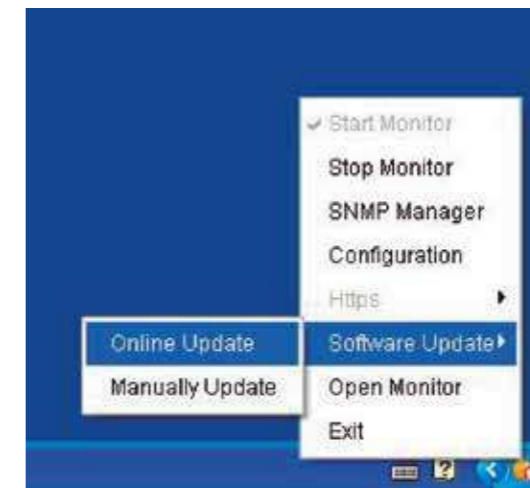 Start Monitor
Stop Monitor
SNMP Manager
Configuration
Https
Software Update
Online Update
Manually Update
Open Monitor
Exit
?